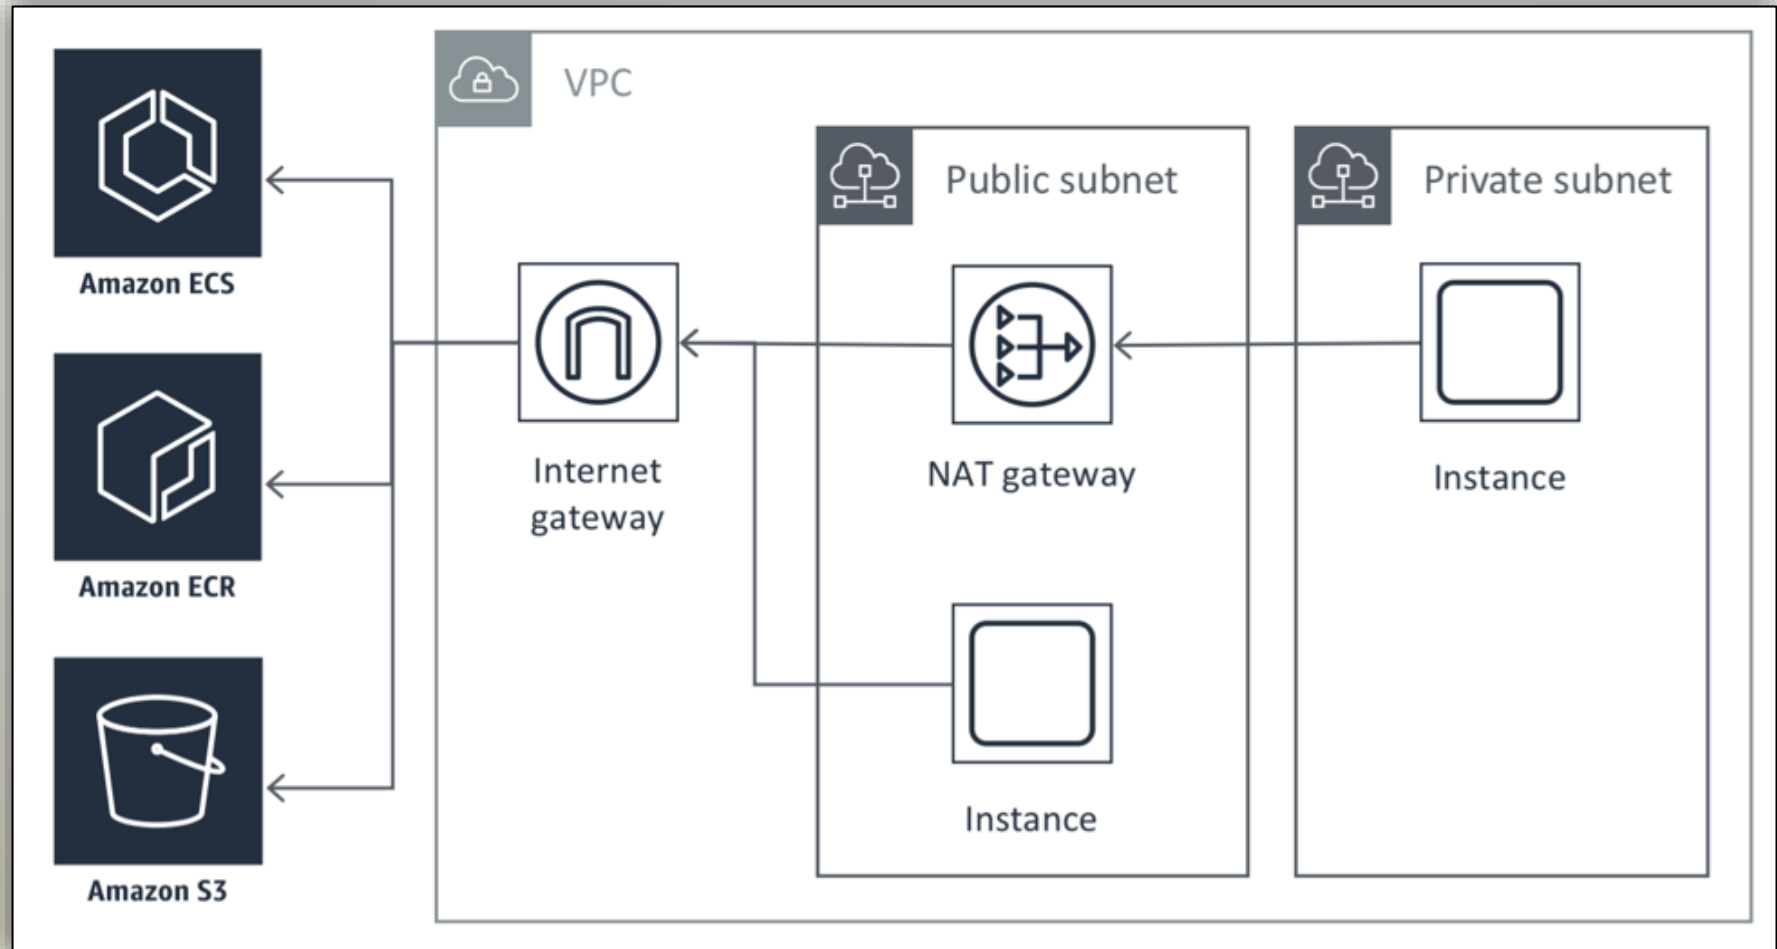 VPC
Public subnet
Private subnet
Amazon ECS
Internet
gateway
NAT gateway
Instance
Amazon ECR
Instance
Amazon S3